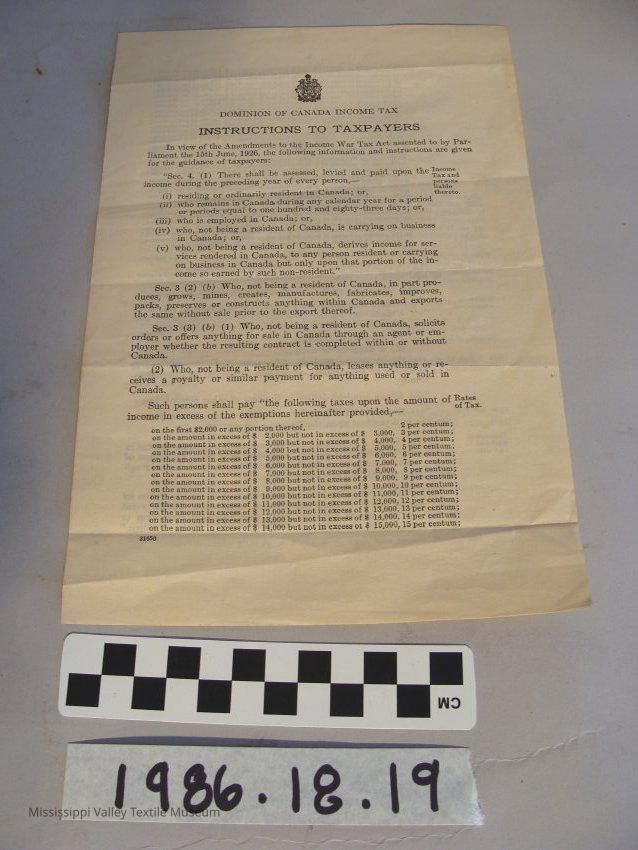 DOMINION OF CANADA INCOME TAX
INSTRUCTIONS TO TAXPAYERS
In view of the Amendments to the Income War Tax Act assented to by Par-
liament the 15th June, 1926, the following information and instructions are given
for the guidance of taxpayers:
"Sec. 4. (1) There shall be assessed, levied and paid upon the
income during the preceding year of every person,—
Income
Tax and
persons
liable
thereto.
(i) residing or ordinarily resident in Canada; or,
(ii) who remains in Canada during any calendar year for a period
or periods equal to one hundred and eighty-three days; or,
(iii) who is employed in Canada; or,
(iv) who, not being a resident of Canada, is carrying on business
in Canada; or,
(v) who, not being a resident of Canada, derives income for ser-
vices rendered in Canada, to any person resident or carrying
on business in Canada but only upon that portion of the in-
come so earned by such non-resident."
Sec. 3 (2) (b) Who, not being a resident of Canada, in part pro-
duces, grows, mines, creates, manufactures, fabricates, improves,
packs, preserves or constructs anything within Canada and exports
the same without sale prior to the export thereof.
Sec. 3 (3) (b) (1) Who, not being a resident of Canada, solicits
orders or offers anything for sale in Canada through an agent or em-
ployer whether the resulting contract is completed within or without
Canada.
(2) Who, not being a resident of Canada, leases anything or re-
ceives a royalty or similar payment for anything used or sold in
Canada.
Such persons shall pay "the following taxes upon the amount of
income in excess of the exemptions hereinafter provided,—
Rates
of Tax.
on the first $2,000 or any portion thereof, 2 per centum;
on the amount in excess of $ 2,000 but not in excess of $ 3,000, 3 per centum;
on the amount in excess of $ 3,000 but not in excess of $ 4,000, 4 per centum;
on the amount in excess of $ 4,000 but not in excess of $ 5,000, 5 per centum;
on the amount in excess of $ 5,000 but not in excess of $ 6,000, 6 per centum;
on the amount in excess of $ 6,000 but not in excess of $ 7,000, 7 per centum;
on the amount in excess of $ 7,000 but not in excess of $ 8,000, 8 per centum;
on the amount in excess of $ 8,000 but not in excess of $ 9,000, 9 per centum;
on the amount in excess of $ 9,000 but not in excess of $ 10,000, 10 per centum;
on the amount in excess of $ 10,000 but not in excess of $ 11,000, 11 per centum;
on the amount in excess of $ 11,000 but not in excess of $ 12,000, 12 per centum;
on the amount in excess of $ 12,000 but not in excess of $ 13,000, 13 per centum;
on the amount in excess of $ 13,000 but not in excess of $ 14,000, 14 per centum;
on the amount in excess of $ 14,000 but not in excess of $ 15,000, 15 per centum;
31650
CM
1986.18.19
Mississippi Valley Textile Museum